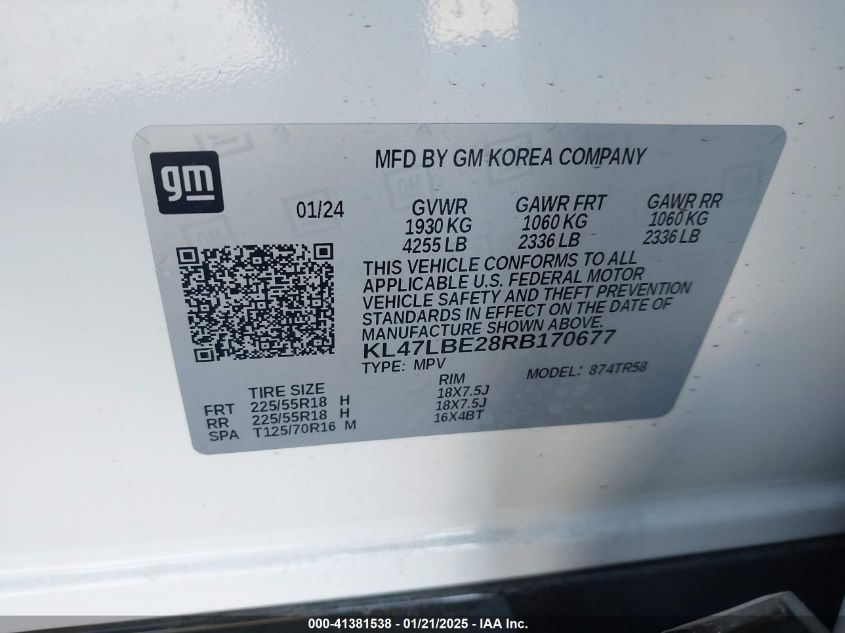 gm
MFD BY GM KOREA COMPANY
01/24
GVWR
1930 KG
4255 LB
GAWR FRT
1060 KG
2336 LB
GAWR RR
1060 KG
2336 LB
THIS VEHICLE CONFORMS TO ALL
APPLICABLE U.S. FEDERAL MOTOR
VEHICLE SAFETY AND THEFT PREVENTION
STANDARDS IN EFFECT ON THE DATE OF
MANUFACTURE SHOWN ABOVE.
KL47LBE28RB170677
TYPE: MPV
MODEL: 874TR58
TIRE SIZE
RIM
FRT 225/55R18 H 18X7.5J
RR 225/55R18 H 18X7.5J
SPA T125/70R16 M 16X4BT
000-41381538 - 01/21/2025 - IAAI.COM